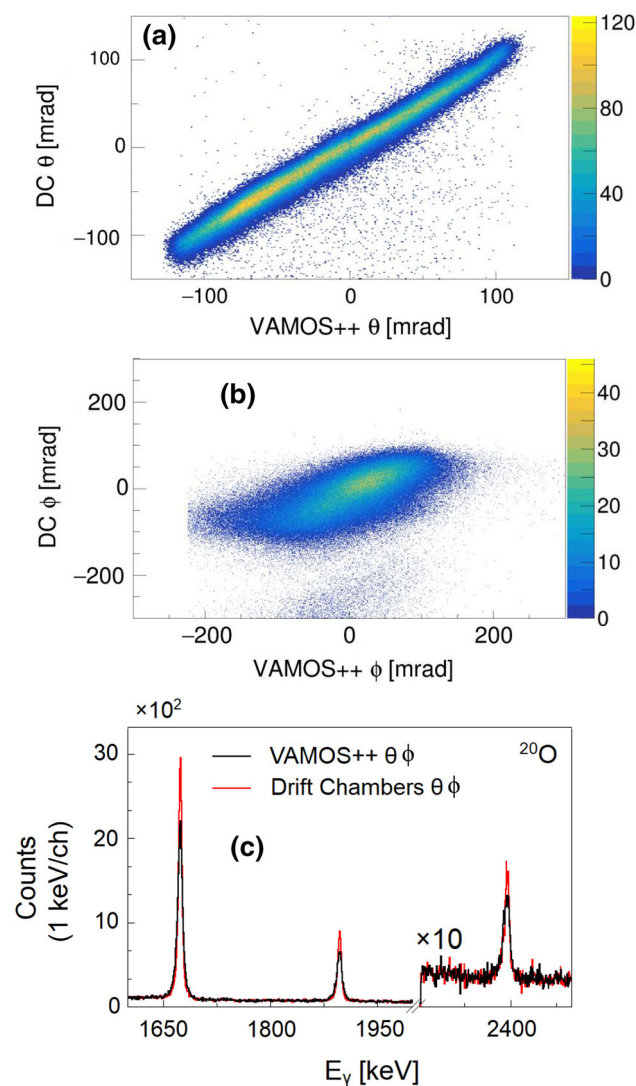 (a)
100
0
−100
DC θ [mrad]
−100 0 100
VAMOS++ θ [mrad]
120
80
40
0
(b)
200
0
−200
DC ϕ [mrad]
−200 0 200
VAMOS++ ϕ [mrad]
40
30
20
10
0
×10²
30
20
10
0
Counts
(1 keV/ch)
VAMOS++ θ ϕ
Drift Chambers θ ϕ
²⁰O
(c)
×10
1650 1800 1950 2400
Eᵧ [keV]